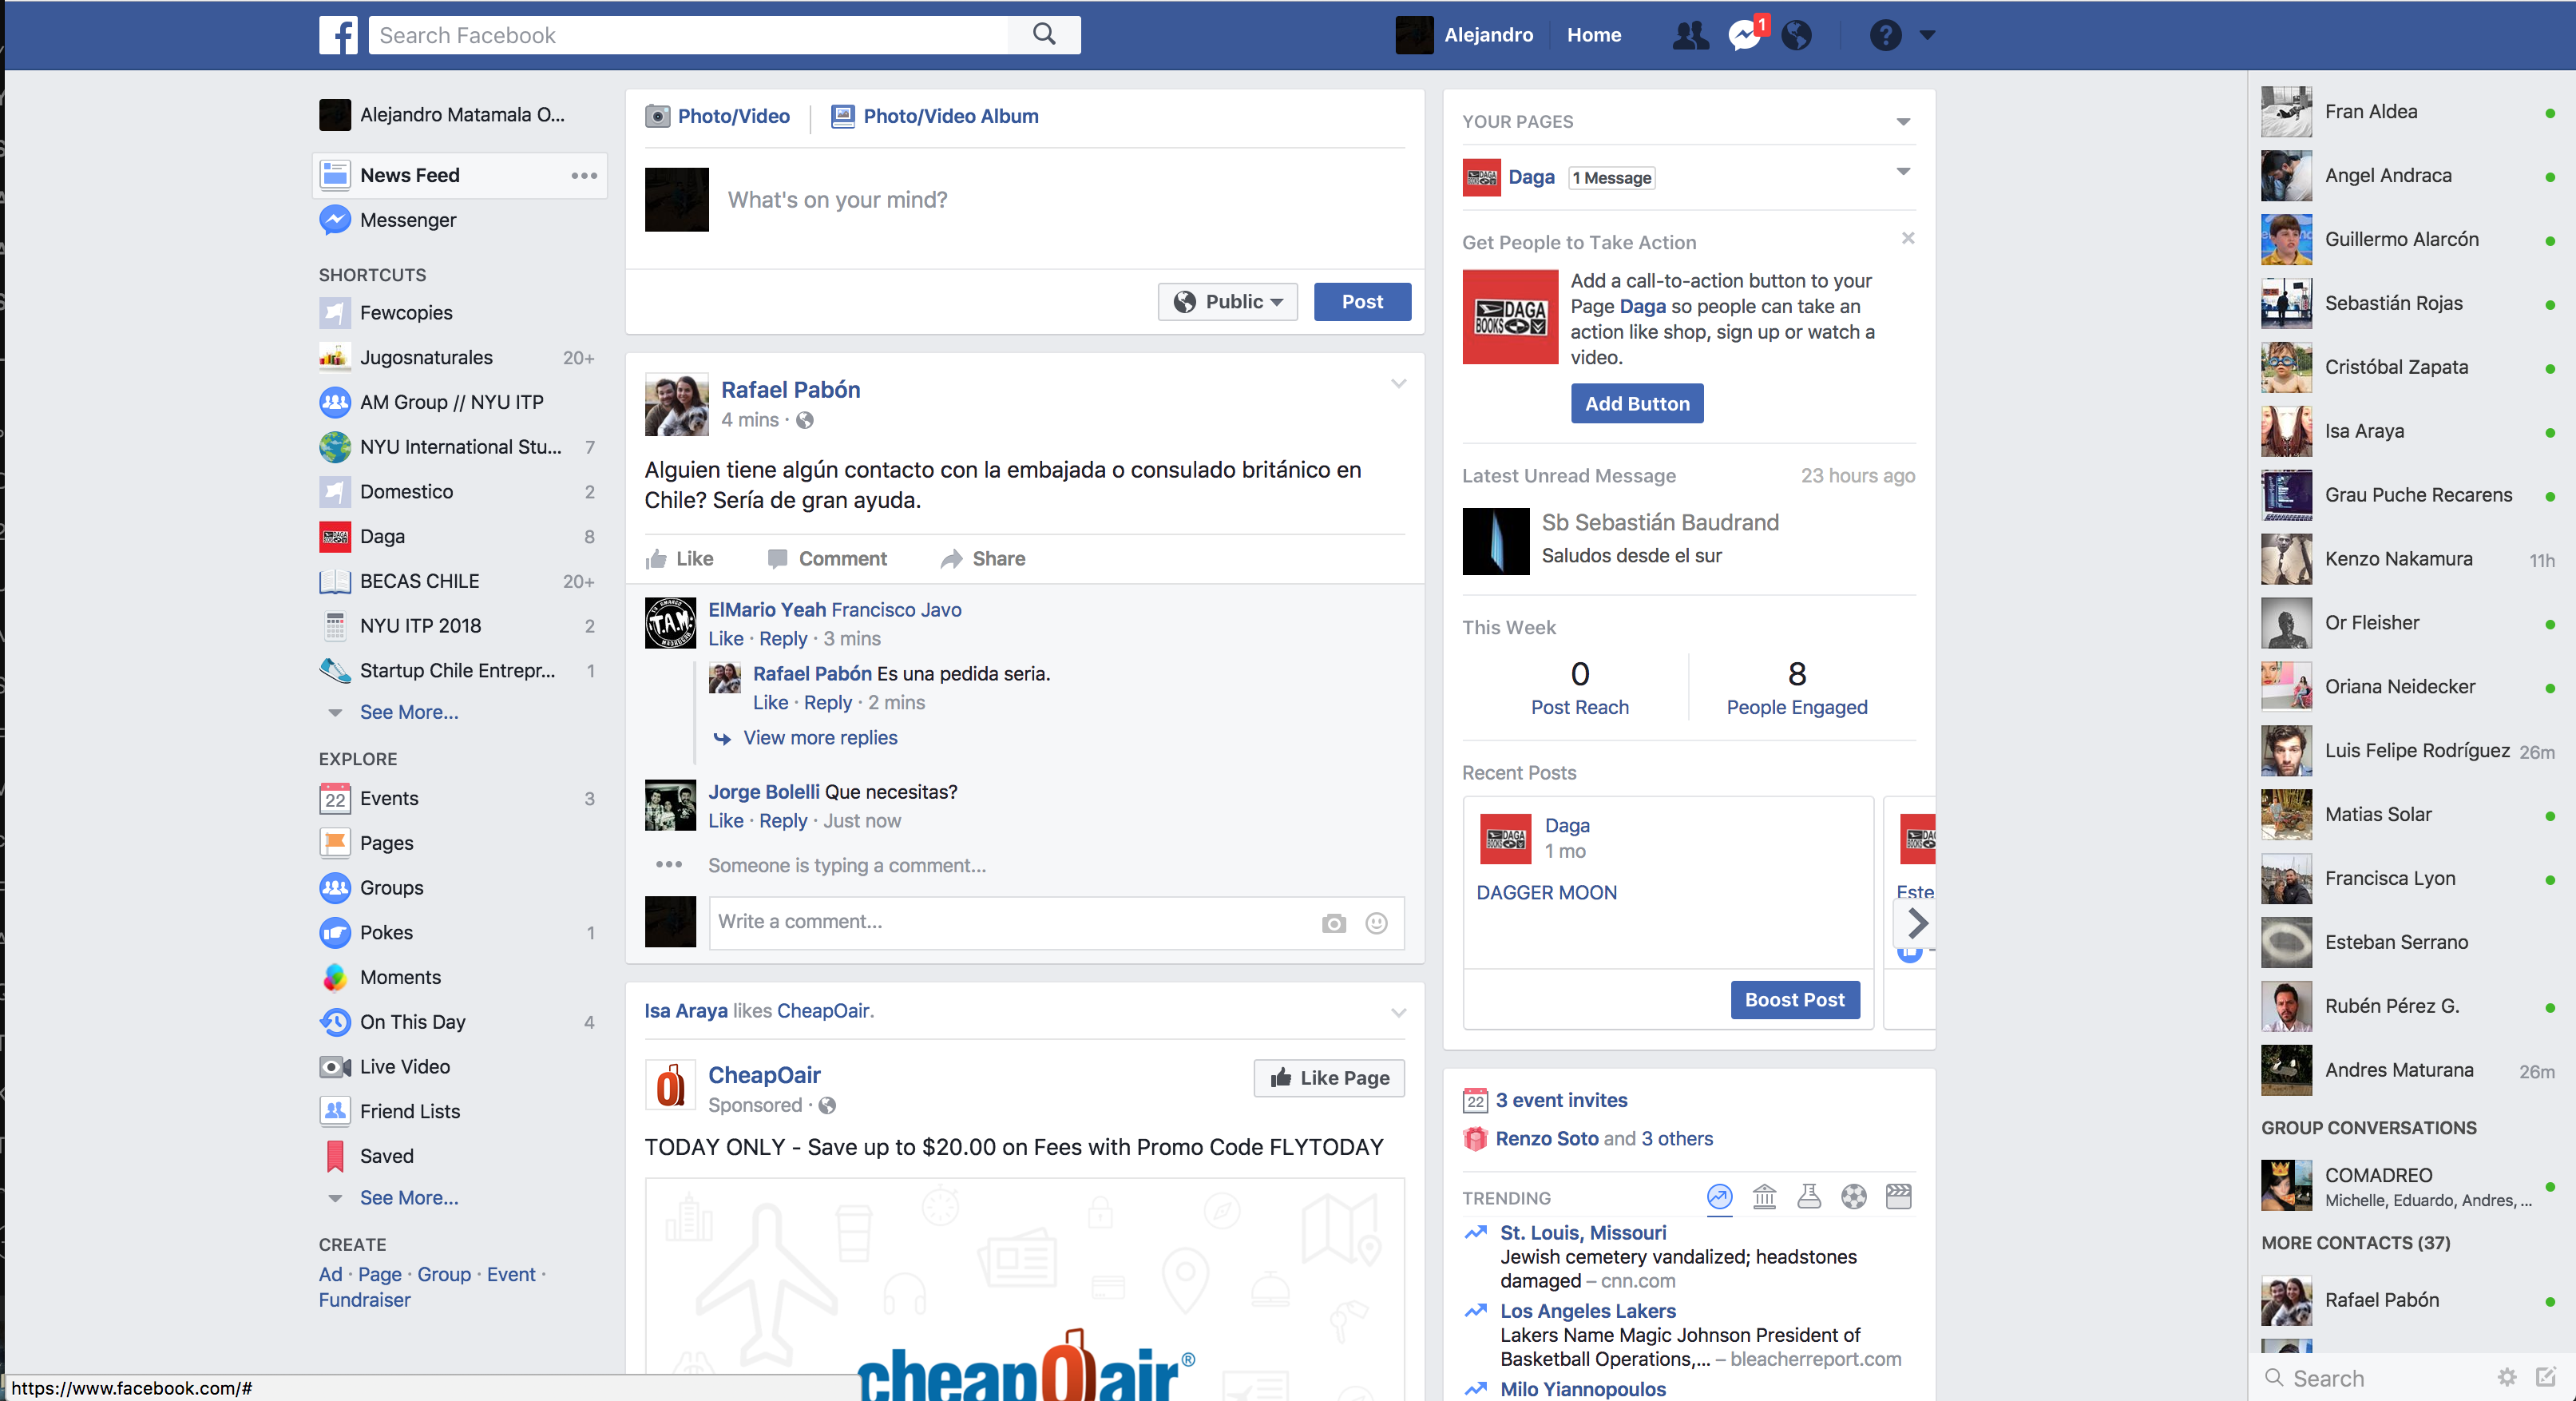 Search Facebook
Alejandro
Home
1
Alejandro Matamala O...
News Feed
Messenger
SHORTCUTS
Fewcopies
Jugosnaturales 20+
AM Group // NYU ITP
NYU International Stu... 7
Domestico 2
Daga 8
BECAS CHILE 20+
NYU ITP 2018 2
Startup Chile Entrepr... 1
See More...
EXPLORE
22 Events 3
Pages
Groups
Pokes 1
Moments
On This Day 4
Live Video
Friend Lists
Saved
See More...
CREATE
Ad · Page · Group · Event ·
Fundraiser
https://www.facebook.com/#
Photo/Video
Photo/Video Album
What's on your mind?
Public
Post
Rafael Pabón
4 mins ·
Alguien tiene algún contacto con la embajada o consulado británico en
Chile? Sería de gran ayuda.
Like Comment Share
T.A.M.
ElMario Yeah Francisco Javo
Like · Reply · 3 mins
Rafael Pabón Es una pedida seria.
Like · Reply · 2 mins
View more replies
Jorge Bolelli Que necesitas?
Like · Reply · Just now
Someone is typing a comment...
Write a comment...
Isa Araya likes CheapOair.
CheapOair
Sponsored ·
Like Page
TODAY ONLY - Save up to $20.00 on Fees with Promo Code FLYTODAY
cheapOair®
YOUR PAGES
Daga 1 Message
Get People to Take Action
DAGA
BOOKS
Add a call-to-action button to your
Page Daga so people can take an
action like shop, sign up or watch a
video.
Add Button
Latest Unread Message 23 hours ago
Sb Sebastián Baudrand
Saludos desde el sur
This Week
0 8
Post Reach People Engaged
Recent Posts
DAGA
BOOKS
Daga
1 mo
DAGGER MOON
Este
Boost Post
22 3 event invites
Renzo Soto and 3 others
TRENDING
St. Louis, Missouri
Jewish cemetery vandalized; headstones
damaged – cnn.com
Los Angeles Lakers
Lakers Name Magic Johnson President of
Basketball Operations,... – bleacherreport.com
Milo Yiannopoulos
Fran Aldea
Angel Andraca
Guillermo Alarcón
Sebastián Rojas
Cristóbal Zapata
Isa Araya
Grau Puche Recarens
Kenzo Nakamura 11h
Or Fleisher
Oriana Neidecker
Luis Felipe Rodríguez 26m
Matias Solar
Francisca Lyon
Esteban Serrano
Rubén Pérez G.
Andres Maturana 26m
GROUP CONVERSATIONS
COMADREO
Michelle, Eduardo, Andres, ...
MORE CONTACTS (37)
Rafael Pabón
Search